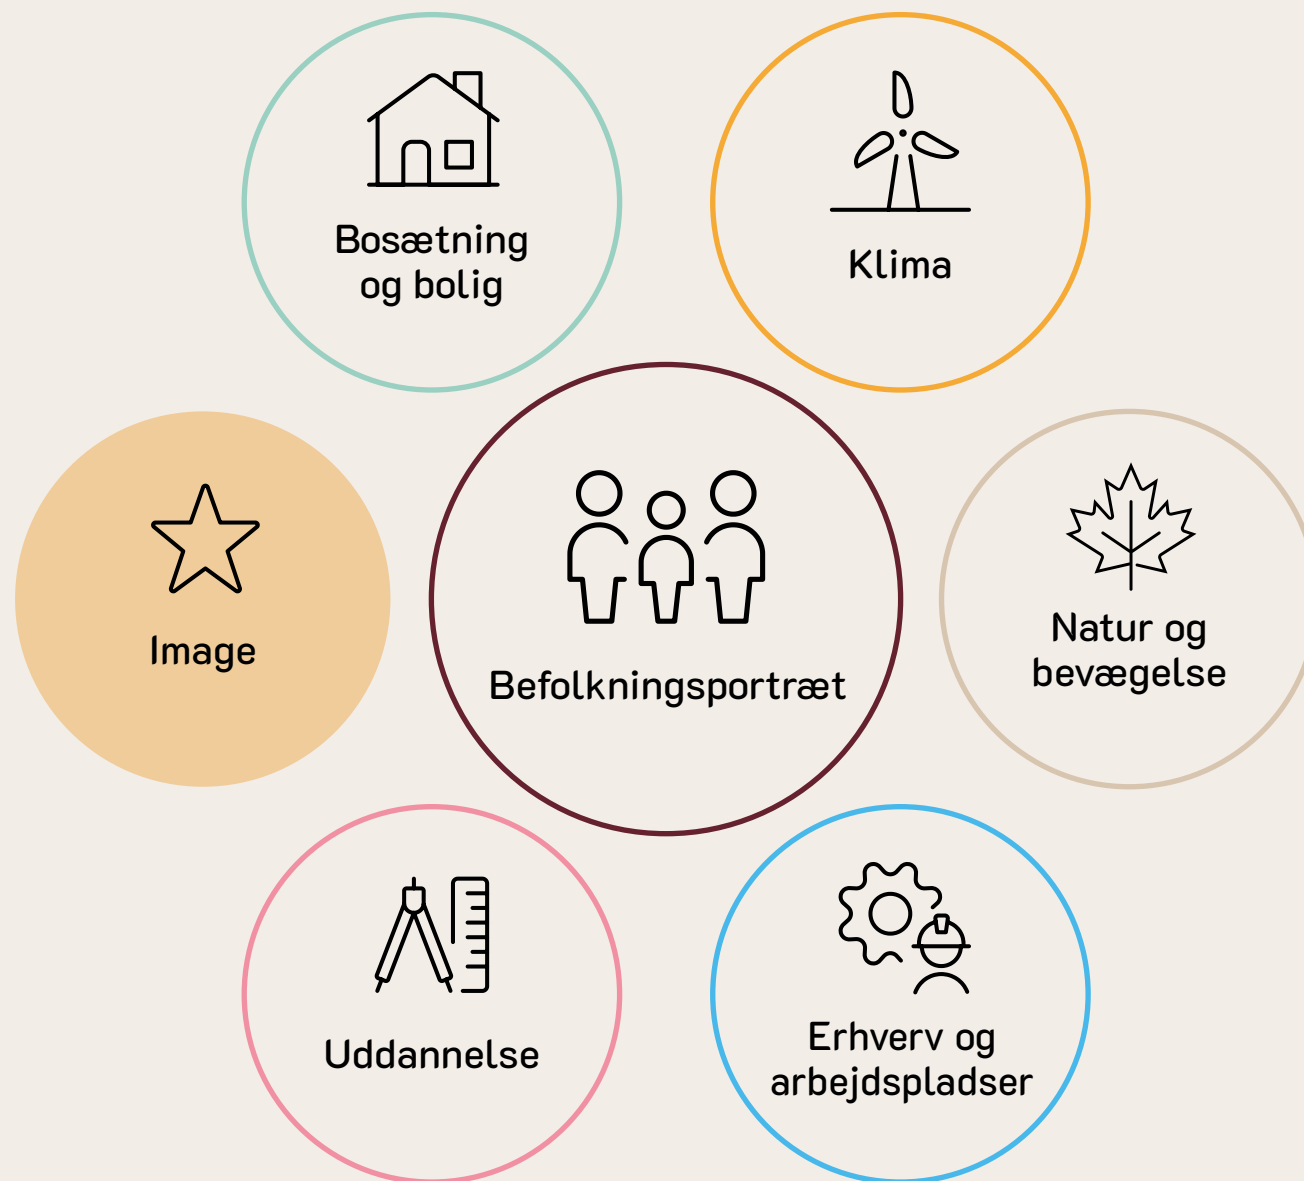 Bosætning
og bolig
Klima
Image
Befolkningsportræt
Natur og
bevægelse
Uddannelse
Erhverv og
arbejdspladser